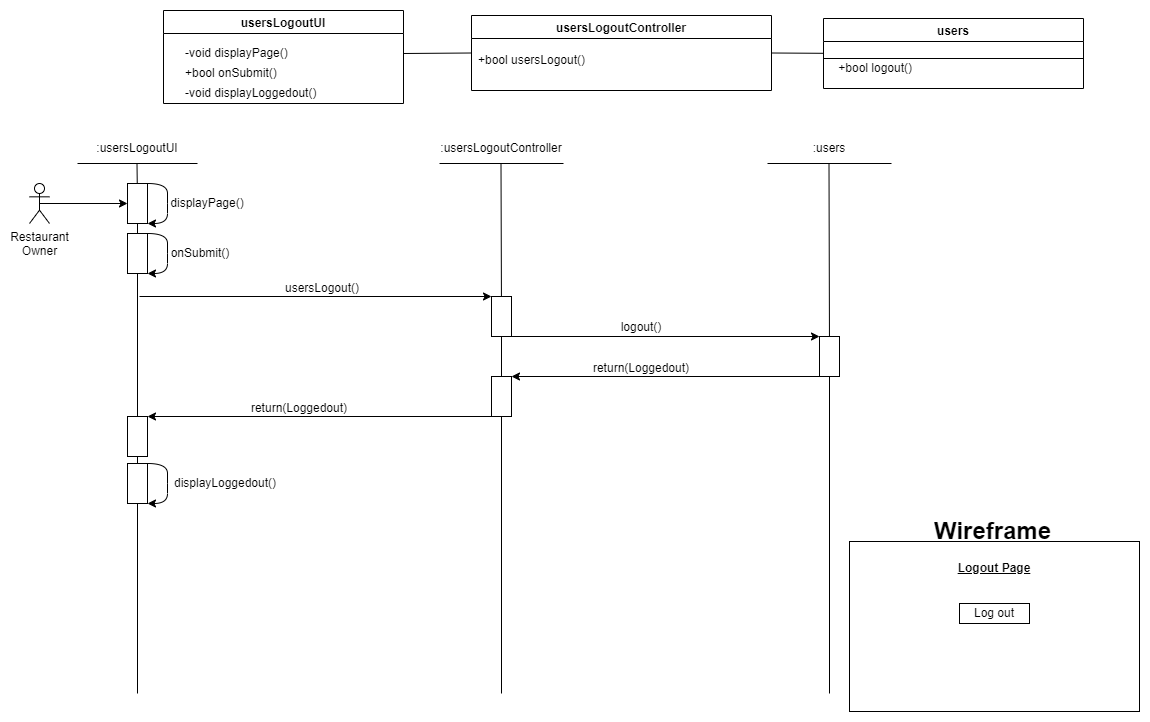 usersLogoutUI
-void displayPage()
+bool onSubmit()
-void displayLoggedout()
usersLogoutController
+bool usersLogout()
users
+bool logout()
:usersLogoutUI
:usersLogoutController
:users
displayPage()
Restaurant
Owner
onSubmit()
usersLogout()
logout()
return(Loggedout)
return(Loggedout)
displayLoggedout()
Wireframe
Logout Page
Log out